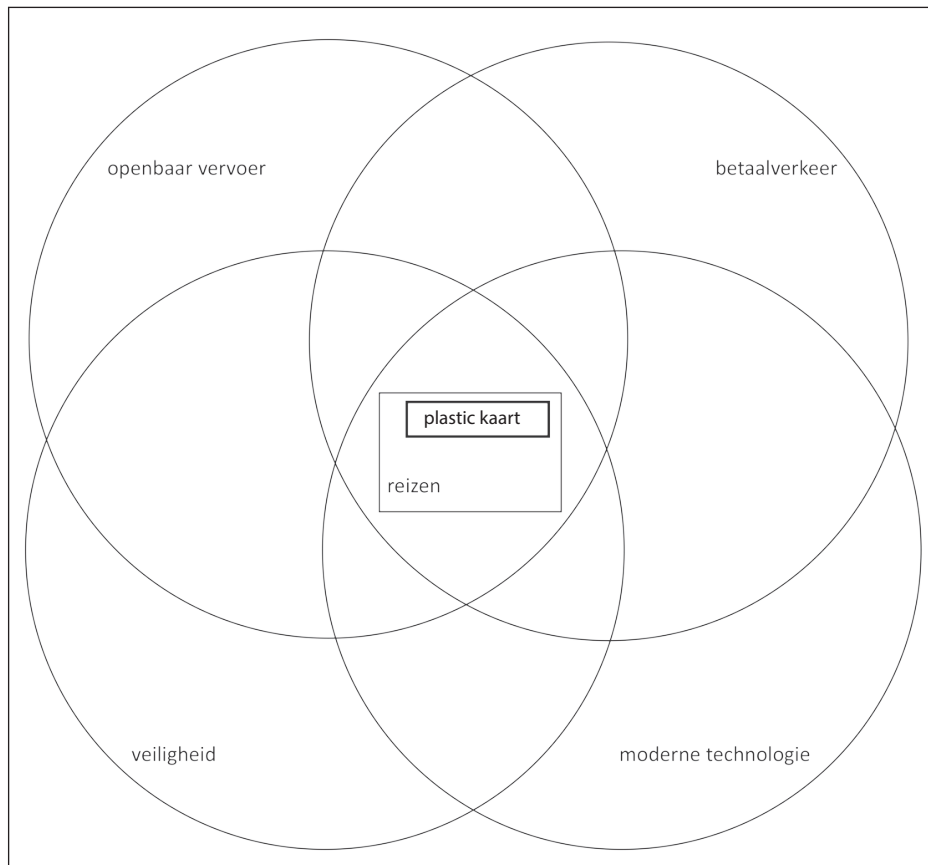 openbaar vervoer
betaalverkeer
plastic kaart
reizen
veiligheid
moderne technologie